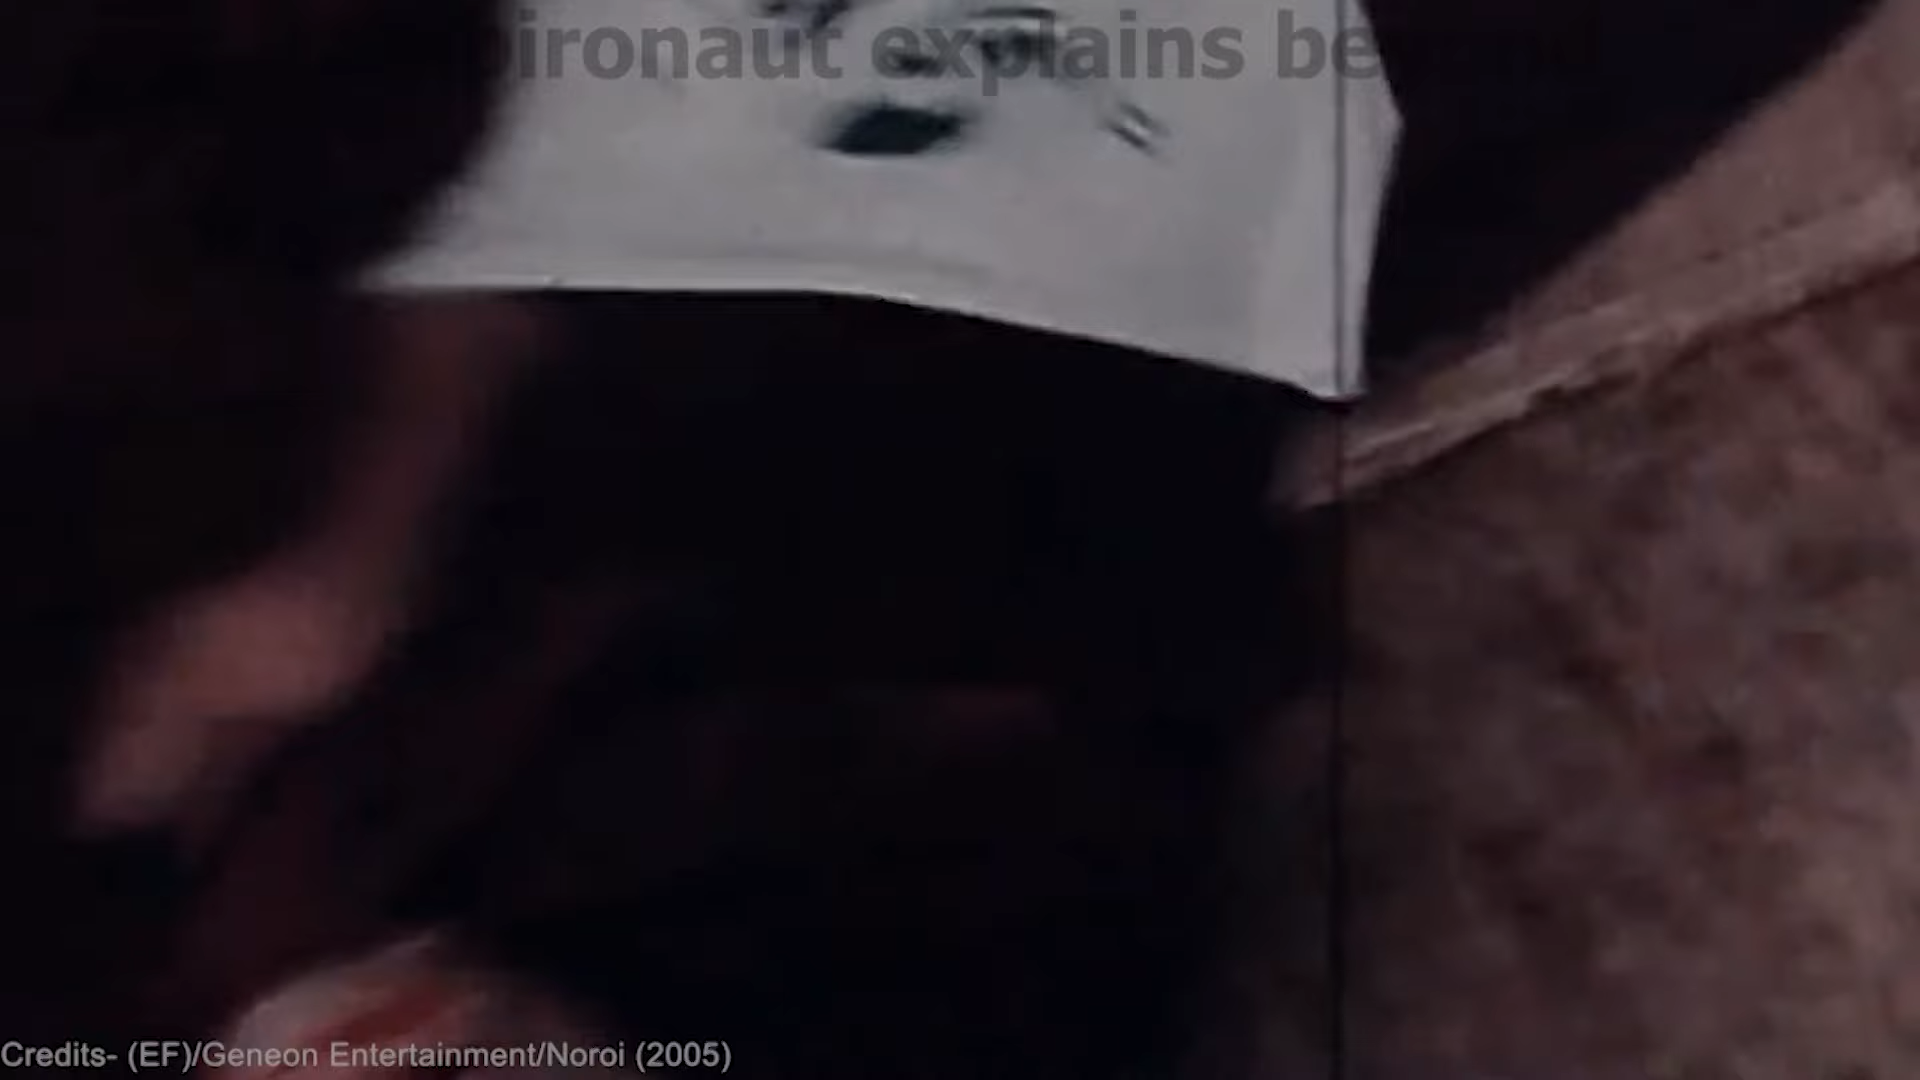 ironaut explains be
Credits- (EF)/Geneon Entertainment/Noroi (2005)